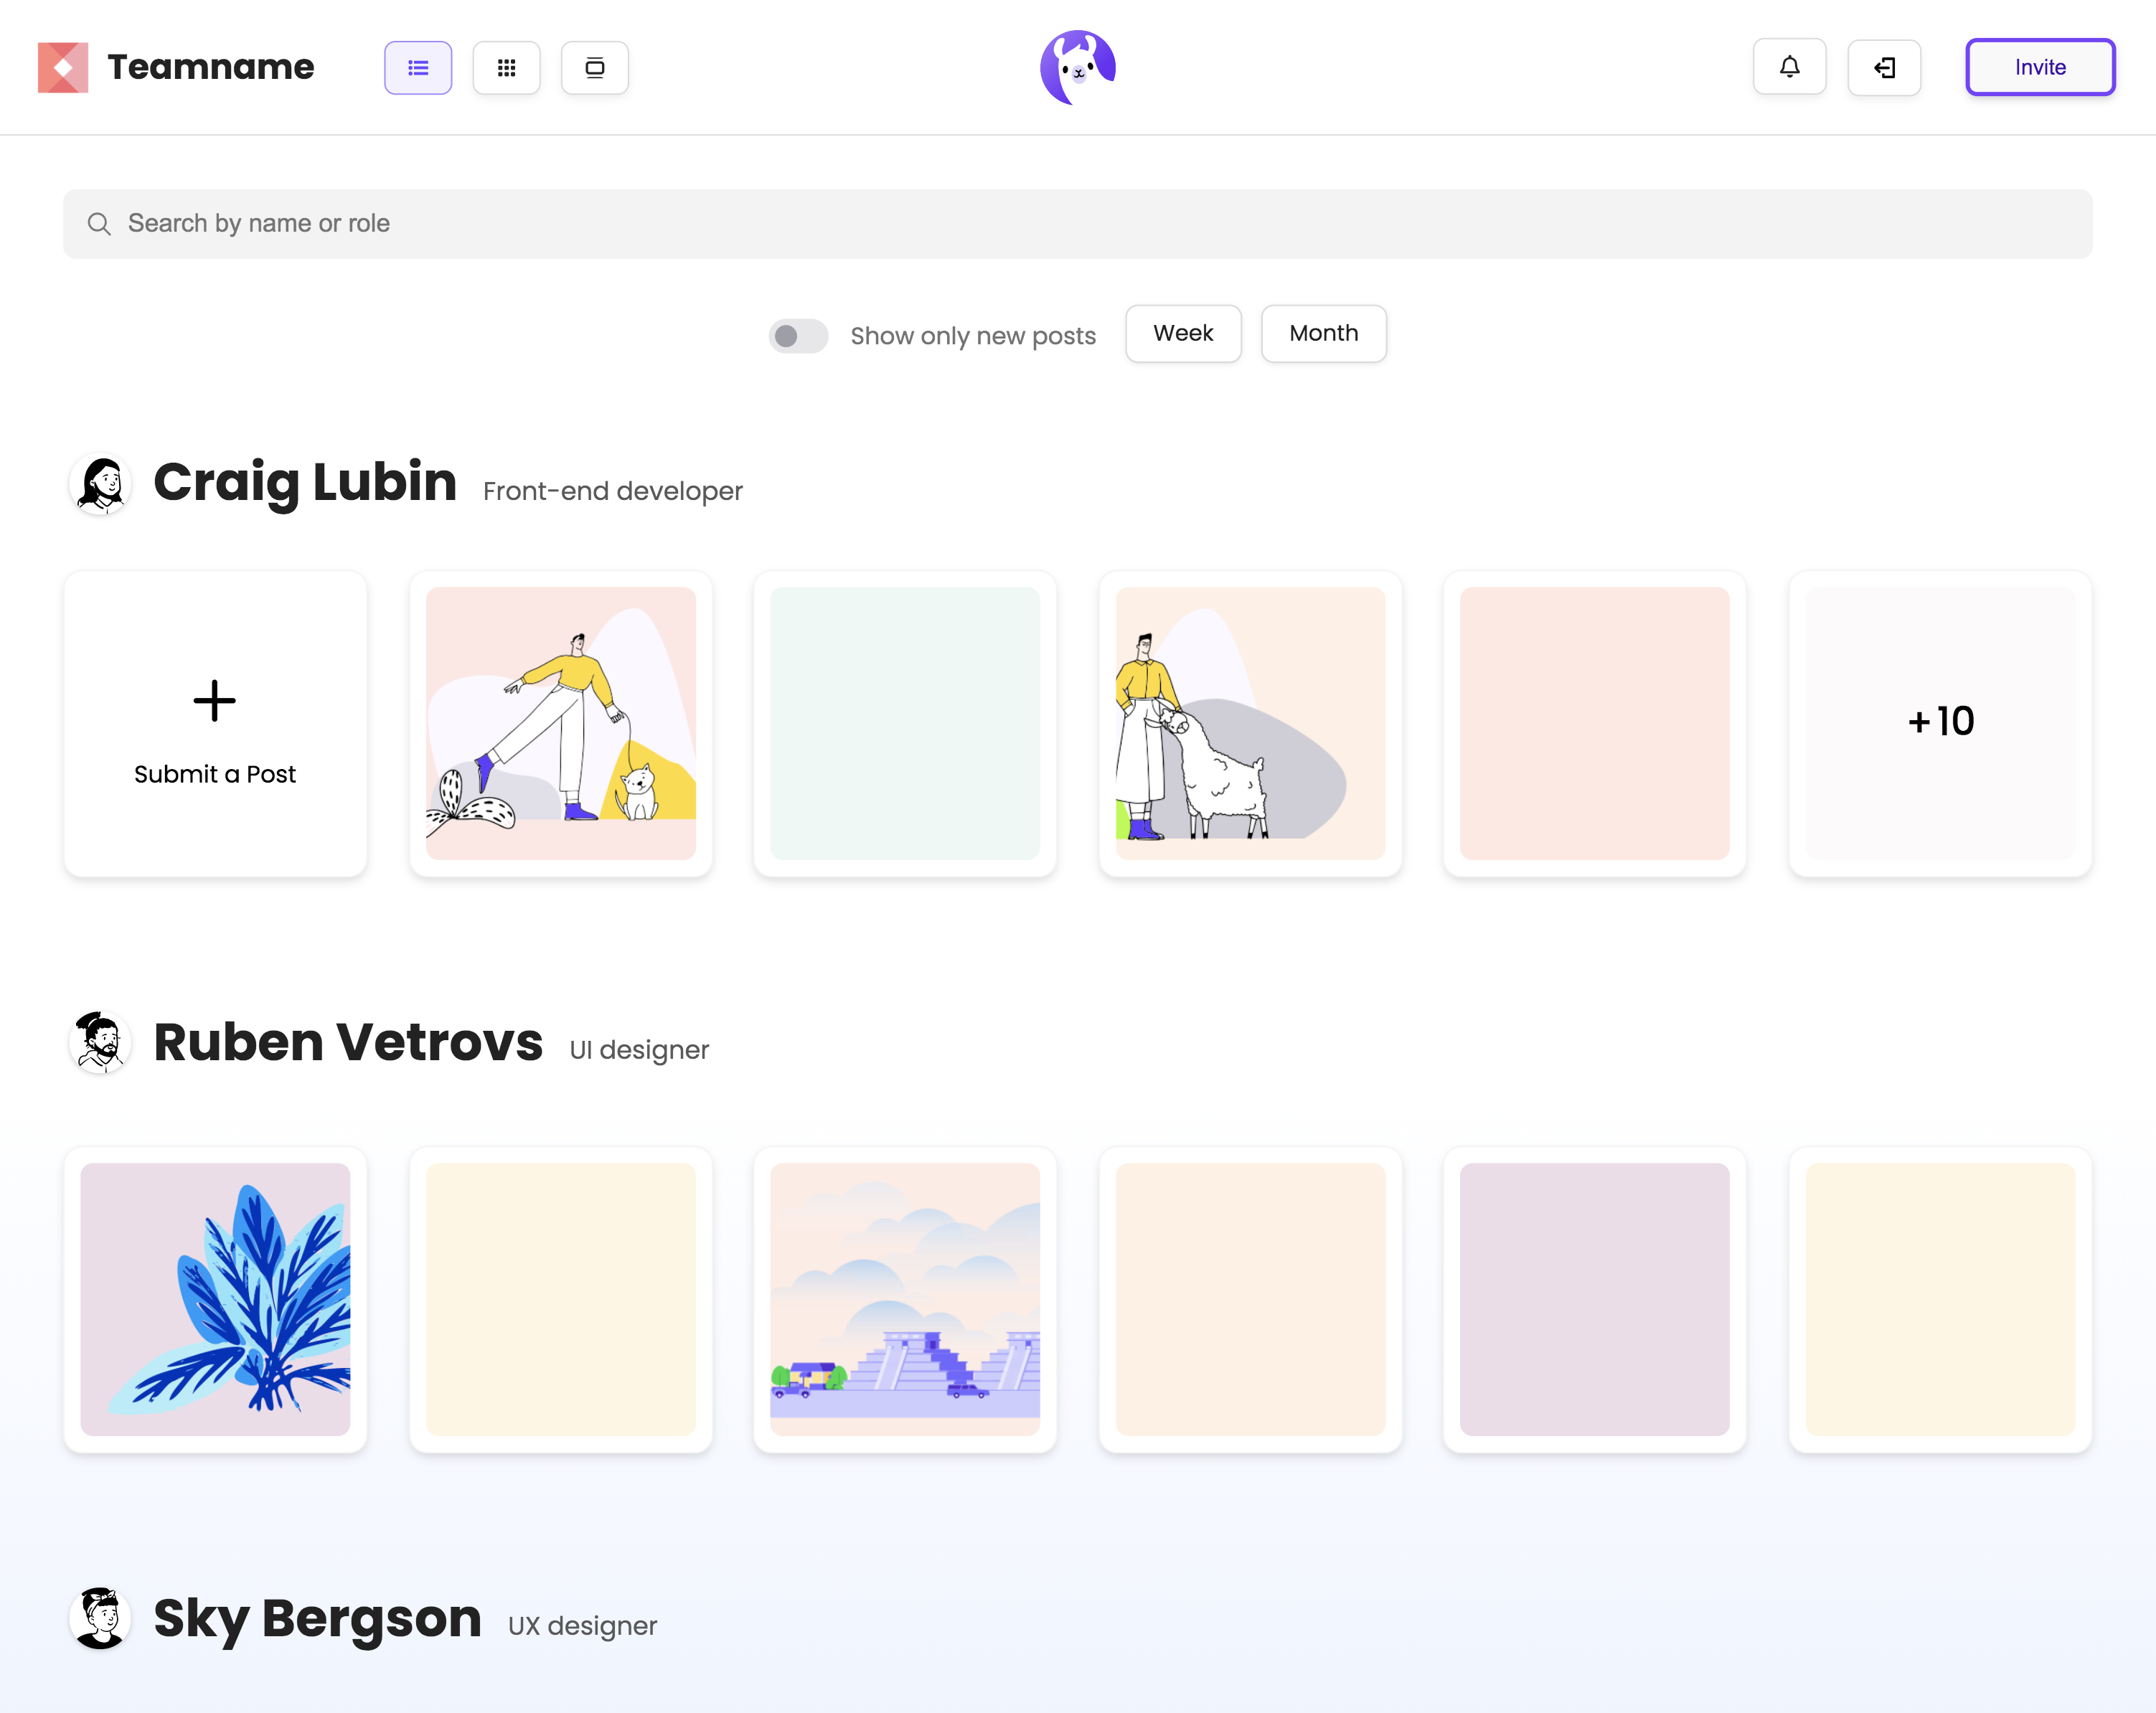 Teamname
Invite
Search by name or role
Show only new posts Week Month
Craig Lubin Front-end developer
Submit a Post
+10
Ruben Vetrovs UI designer
Sky Bergson UX designer